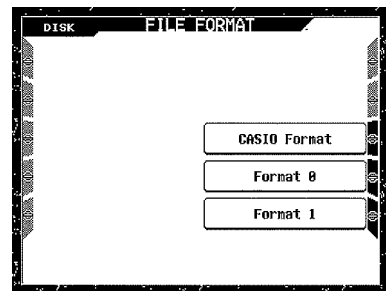 DISK
FILE FORMAT
CASIO Format
Format 0
Format 1